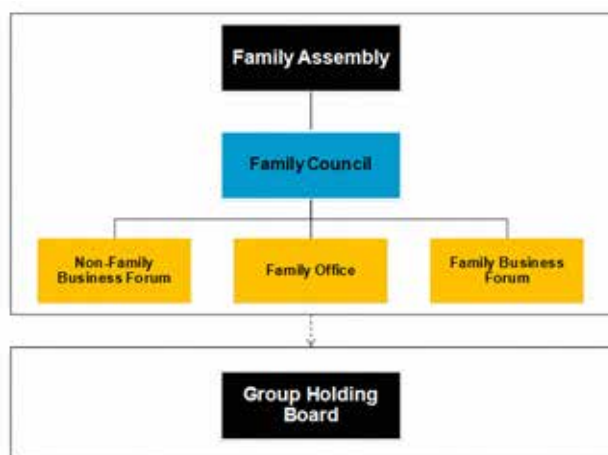 Family Assembly
Family Council
Non-Family
Business Forum
Family Office
Family Business
Forum
Group Holding
Board